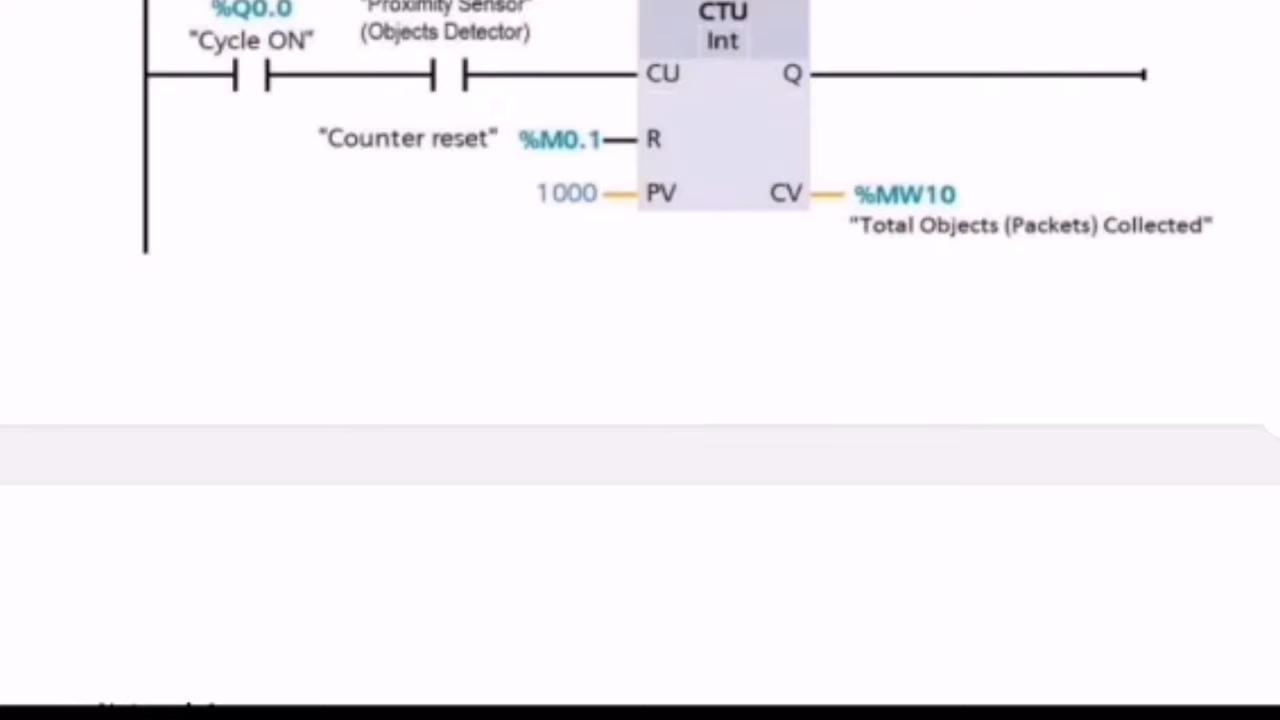 %Q0.0
"Cycle ON"
"Proximity Sensor"
(Objects Detector)
CTU
Int
CU
Q
"Counter reset"
%M0.1
R
1000
PV
CV
%MW10
"Total Objects (Packets) Collected"